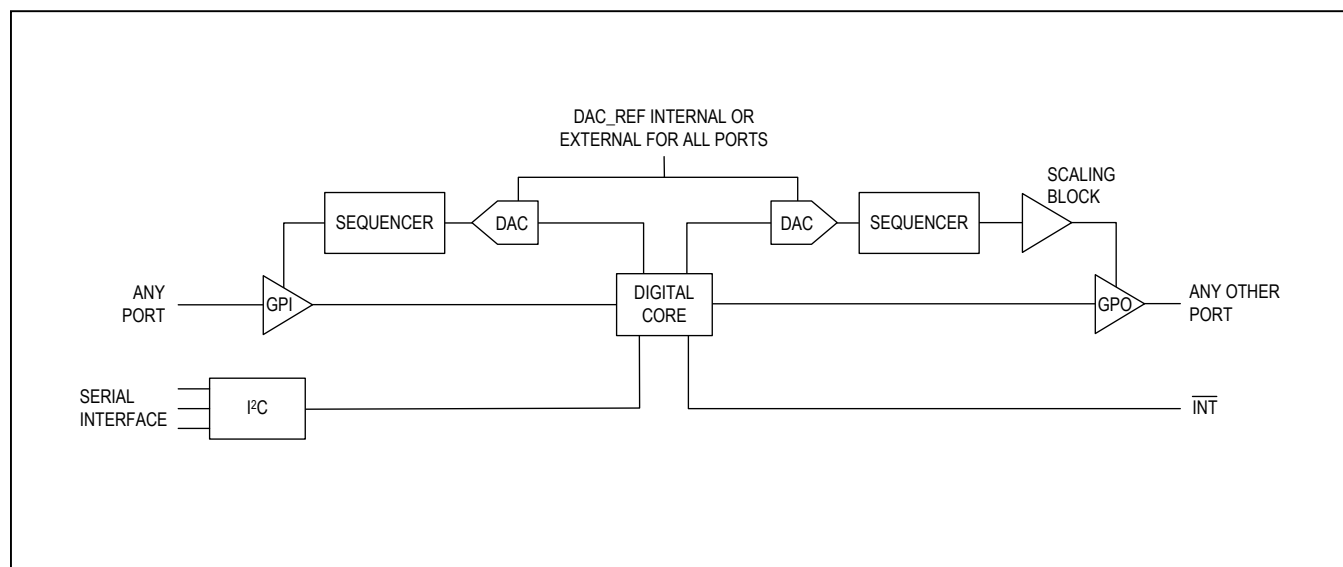 DAC_REF INTERNAL OR
EXTERNAL FOR ALL PORTS
SCALING
BLOCK
SEQUENCER
DAC
DAC
SEQUENCER
ANY
PORT
GPI
DIGITAL
CORE
GPO
ANY OTHER
PORT
SERIAL
INTERFACE
I²C
I̅N̅T̅